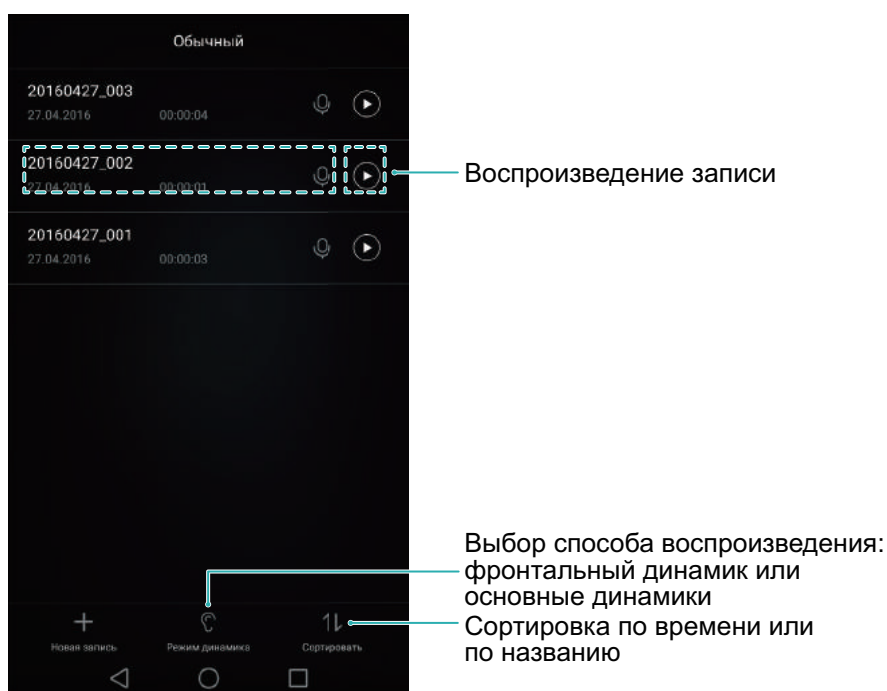 Обычный
20160427_003
27.04.2016 00:00:04
20160427_002
27.04.2016 00:00:01
Воспроизведение записи
20160427_001
27.04.2016 00:00:03
Выбор способа воспроизведения:
фронтальный динамик или
основные динамики
Сортировка по времени или
по названию
Новая запись Режим динамика Сортировать